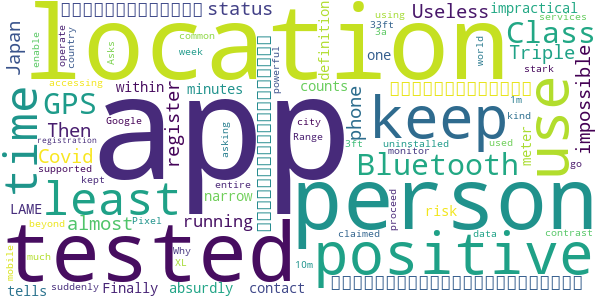 location
status
Useless
impractical
33ft
using
services
Japan
enable
operate
country
Asks
common
week
powerful
definition
one
Class
3a
Triple
world
stark
accessing
GPS
within
minutes
counts
impossible
time
Then
Google
register
app
city
Range
phone
keep
1m
kind
use
Covid
registration
supported
kept
asking
3ft
monitor
uninstalled
used
meter
go
least
entire
narrow
Bluetooth
LAME
beyond
almost
Pixel
running
person
proceed
risk
tested
claimed
data
contrast
mobile
much
tells
Finally
suddenly
Why
XL
absurdly
contact
10m
positive